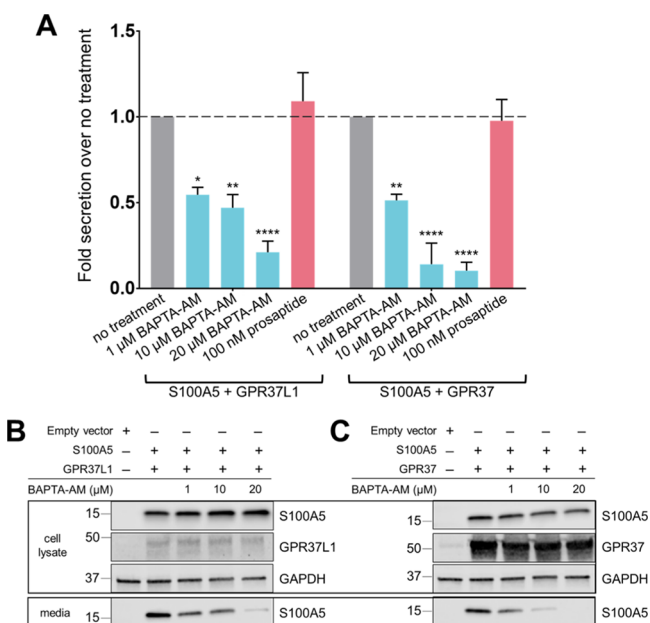 A
Fold secretion over no treatment
1.5
1.0
0.5
0.0
* ** **** ** **** ****
no treatment
1 µM BAPTA-AM
10 µM BAPTA-AM
20 µM BAPTA-AM
100 nM prosaptide
no treatment
1 µM BAPTA-AM
10 µM BAPTA-AM
20 µM BAPTA-AM
100 nM prosaptide
S100A5 + GPR37L1
S100A5 + GPR37
B
Empty vector + – – – –
S100A5 – + + + +
GPR37L1 – + + + +
BAPTA-AM (µM) 1 10 20
cell
lysate
15 S100A5
50 GPR37L1
37 GAPDH
media 15 S100A5
C
Empty vector + – – – –
S100A5 – + + + +
GPR37 – + + + +
BAPTA-AM (µM) 1 10 20
15 S100A5
50 GPR37
37 GAPDH
15 S100A5